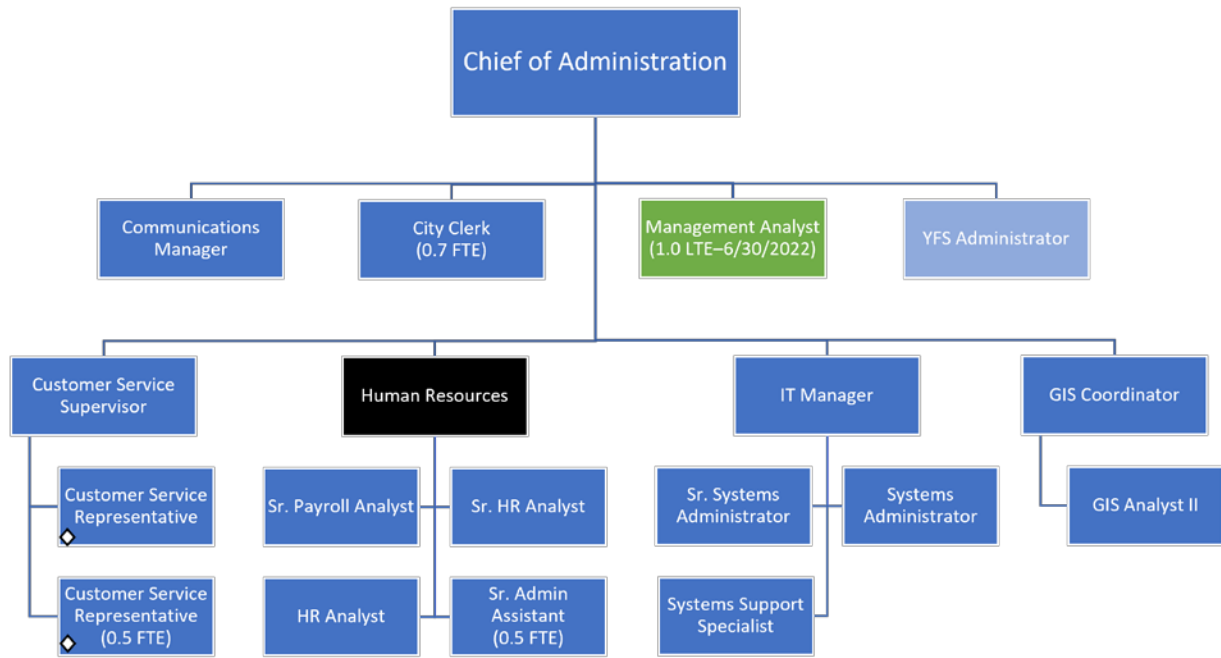 Chief of Administration
Communications
Manager
City Clerk
(0.7 FTE)
Management Analyst
(1.0 LTE–6/30/2022)
YFS Administrator
Customer Service
Supervisor
Human Resources
IT Manager
GIS Coordinator
Customer Service
Representative
Sr. Payroll Analyst
Sr. HR Analyst
Sr. Systems
Administrator
Systems
Administrator
GIS Analyst II
Customer Service
Representative
(0.5 FTE)
HR Analyst
Sr. Admin
Assistant
(0.5 FTE)
Systems Support
Specialist